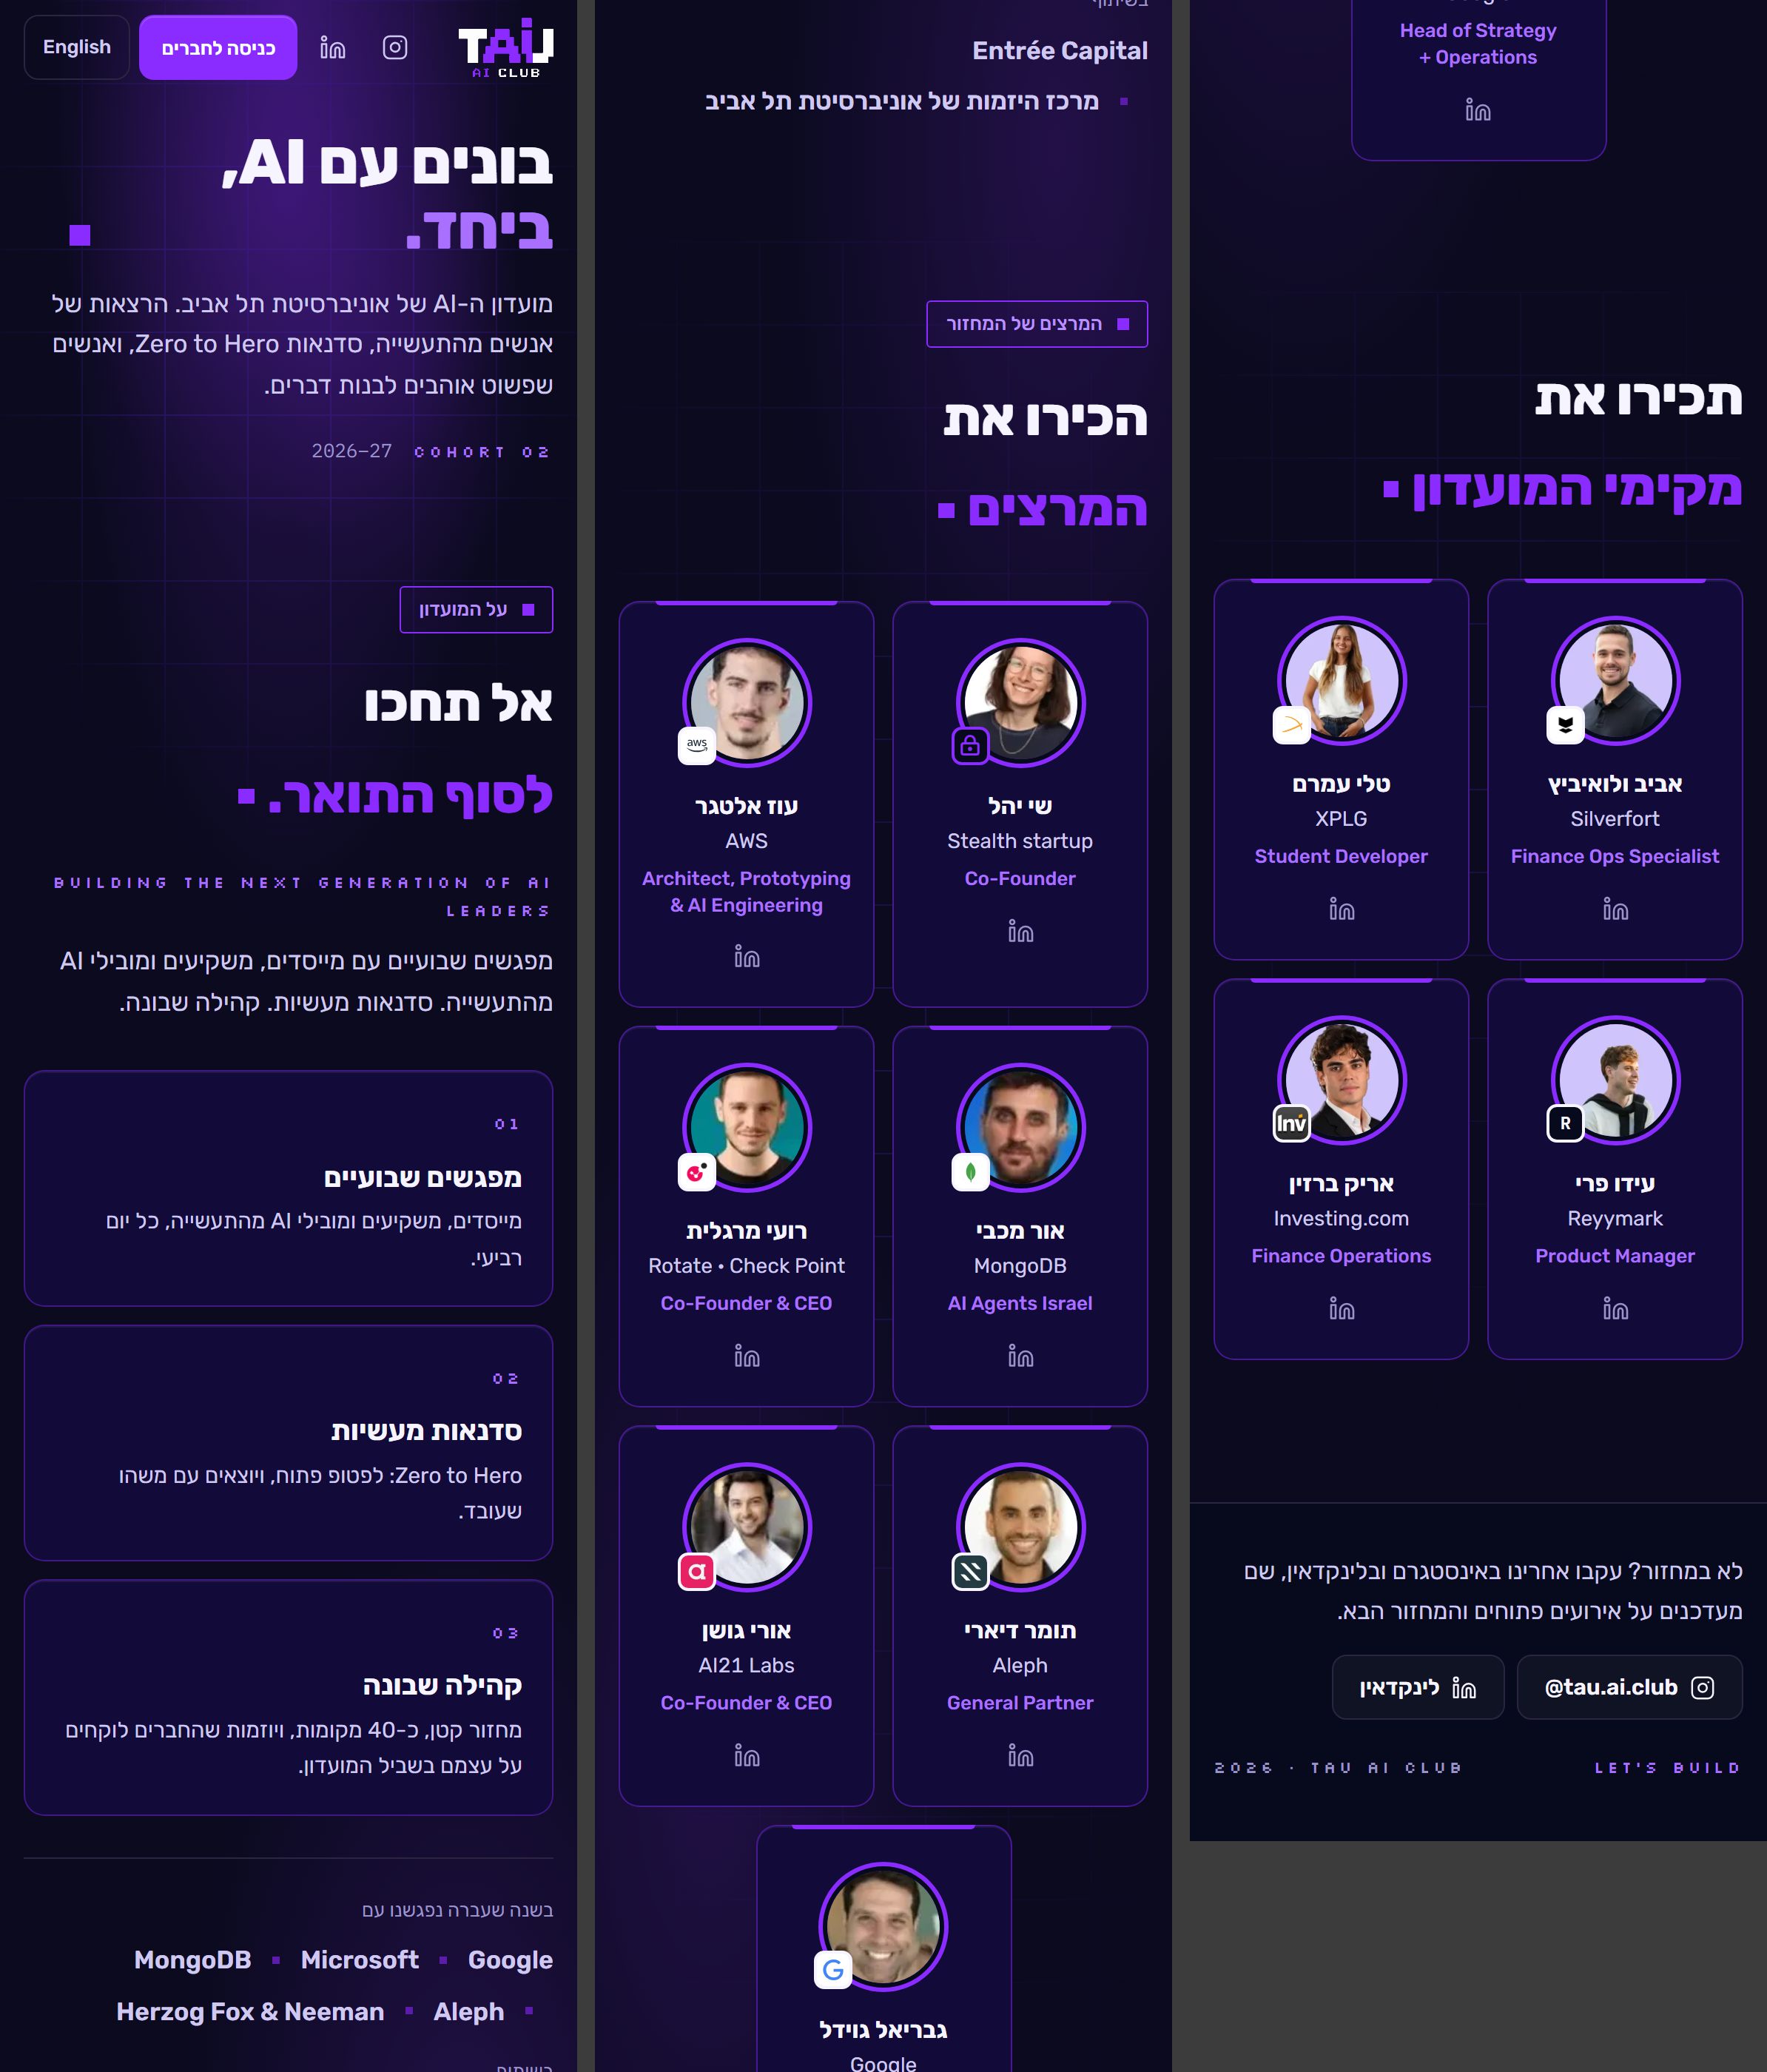 TAU
AI CLUB
כניסה לחברים
English
בונים עם AI,
ביחד.
מועדון ה-AI של אוניברסיטת תל אביב. הרצאות של
אנשים מהתעשייה, סדנאות Zero to Hero, ואנשים
שפשוט אוהבים לבנות דברים.
COHORT 02 2026–27
על המועדון
אל תחכו
לסוף התואר.
BUILDING THE NEXT GENERATION OF AI
LEADERS
מפגשים שבועיים עם מייסדים, משקיעים ומובילי AI
מהתעשייה. סדנאות מעשיות. קהילה שבונה.
01
מפגשים שבועיים
מייסדים, משקיעים ומובילי AI מהתעשייה, כל יום
רביעי.
02
סדנאות מעשיות
Zero to Hero: לפטופ פתוח, ויוצאים עם משהו
שעובד.
03
קהילה שבונה
מחזור קטן, כ-40 מקומות, ויוזמות שהחברים לוקחים
על עצמם בשביל המועדון.
בשנה שעברה נפגשנו עם
Google ▪ Microsoft ▪ MongoDB
▪ Aleph ▪ Herzog Fox & Neeman
בשיתוף
Entrée Capital
▪ מרכז היזמות של אוניברסיטת תל אביב
המרצים של המחזור
הכירו את
המרצים
שי יהל
Stealth startup
Co-Founder
aws
עוז אלטגר
AWS
Architect, Prototyping
& AI Engineering
אור מכבי
MongoDB
AI Agents Israel
רועי מרגלית
Rotate • Check Point
Co-Founder & CEO
תומר דיארי
Aleph
General Partner
אורי גושן
AI21 Labs
Co-Founder & CEO
G
גבריאל גוידל
Google
Head of Strategy
+ Operations
תכירו את
מקימי המועדון
אביב ולואיביץ
Silverfort
Finance Ops Specialist
טלי עמרם
XPLG
Student Developer
R
עידו פרי
Reyymark
Product Manager
Inv
אריק ברזין
Investing.com
Finance Operations
לא במחזור? עקבו אחרינו באינסטגרם ובלינקדאין, שם
מעדכנים על אירועים פתוחים והמחזור הבא.
@tau.ai.club
לינקדאין
LET'S BUILD
2026 · TAU AI CLUB